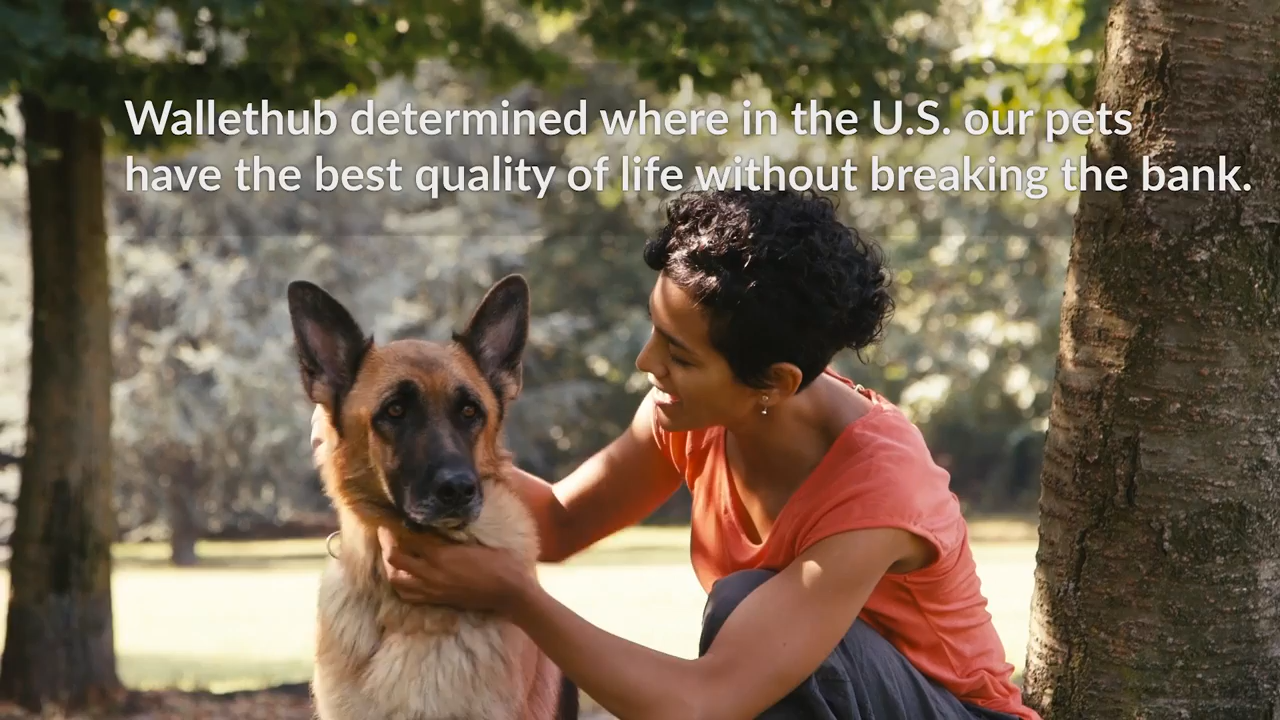 Wallethub determined where in the U.S. our pets
have the best quality of life without breaking the bank.